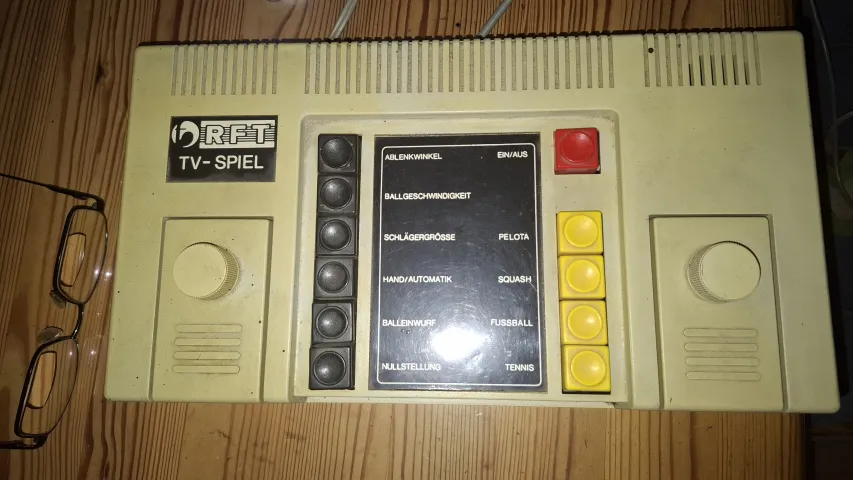 RFT
TV-SPIEL
ABLENKWINKEL
EIN/AUS
BALLGESCHWINDIGKEIT
SCHLÄGERGRÖSSE
PELOTA
HAND/AUTOMATIK
SQUASH
BALLEINWURF
FUSSBALL
NULLSTELLUNG
TENNIS